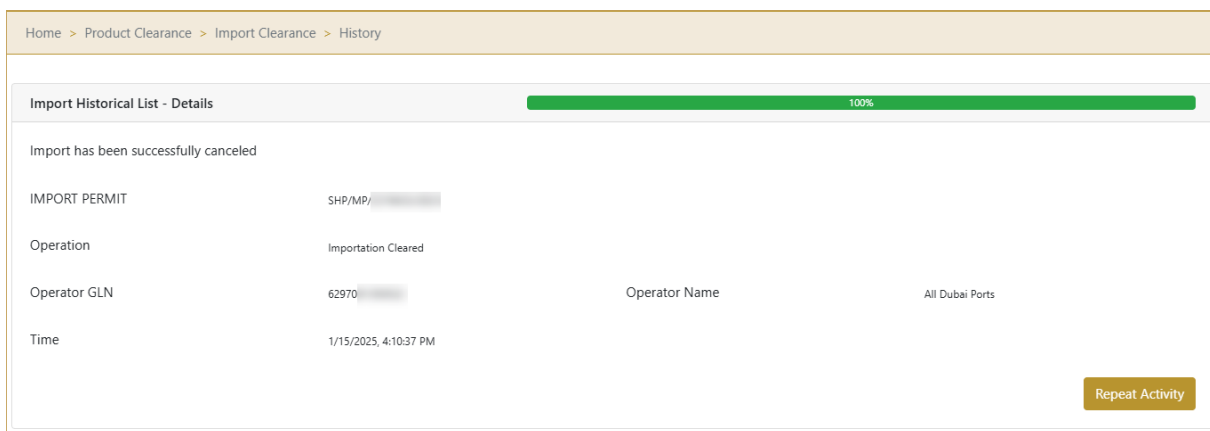 Home > Product Clearance > Import Clearance > History
Import Historical List - Details 100%
Import has been successfully canceled
IMPORT PERMIT SHP/MP/
Operation Importation Cleared
Operator GLN 62970 Operator Name All Dubai Ports
Time 1/15/2025, 4:10:37 PM
Repeat Activity